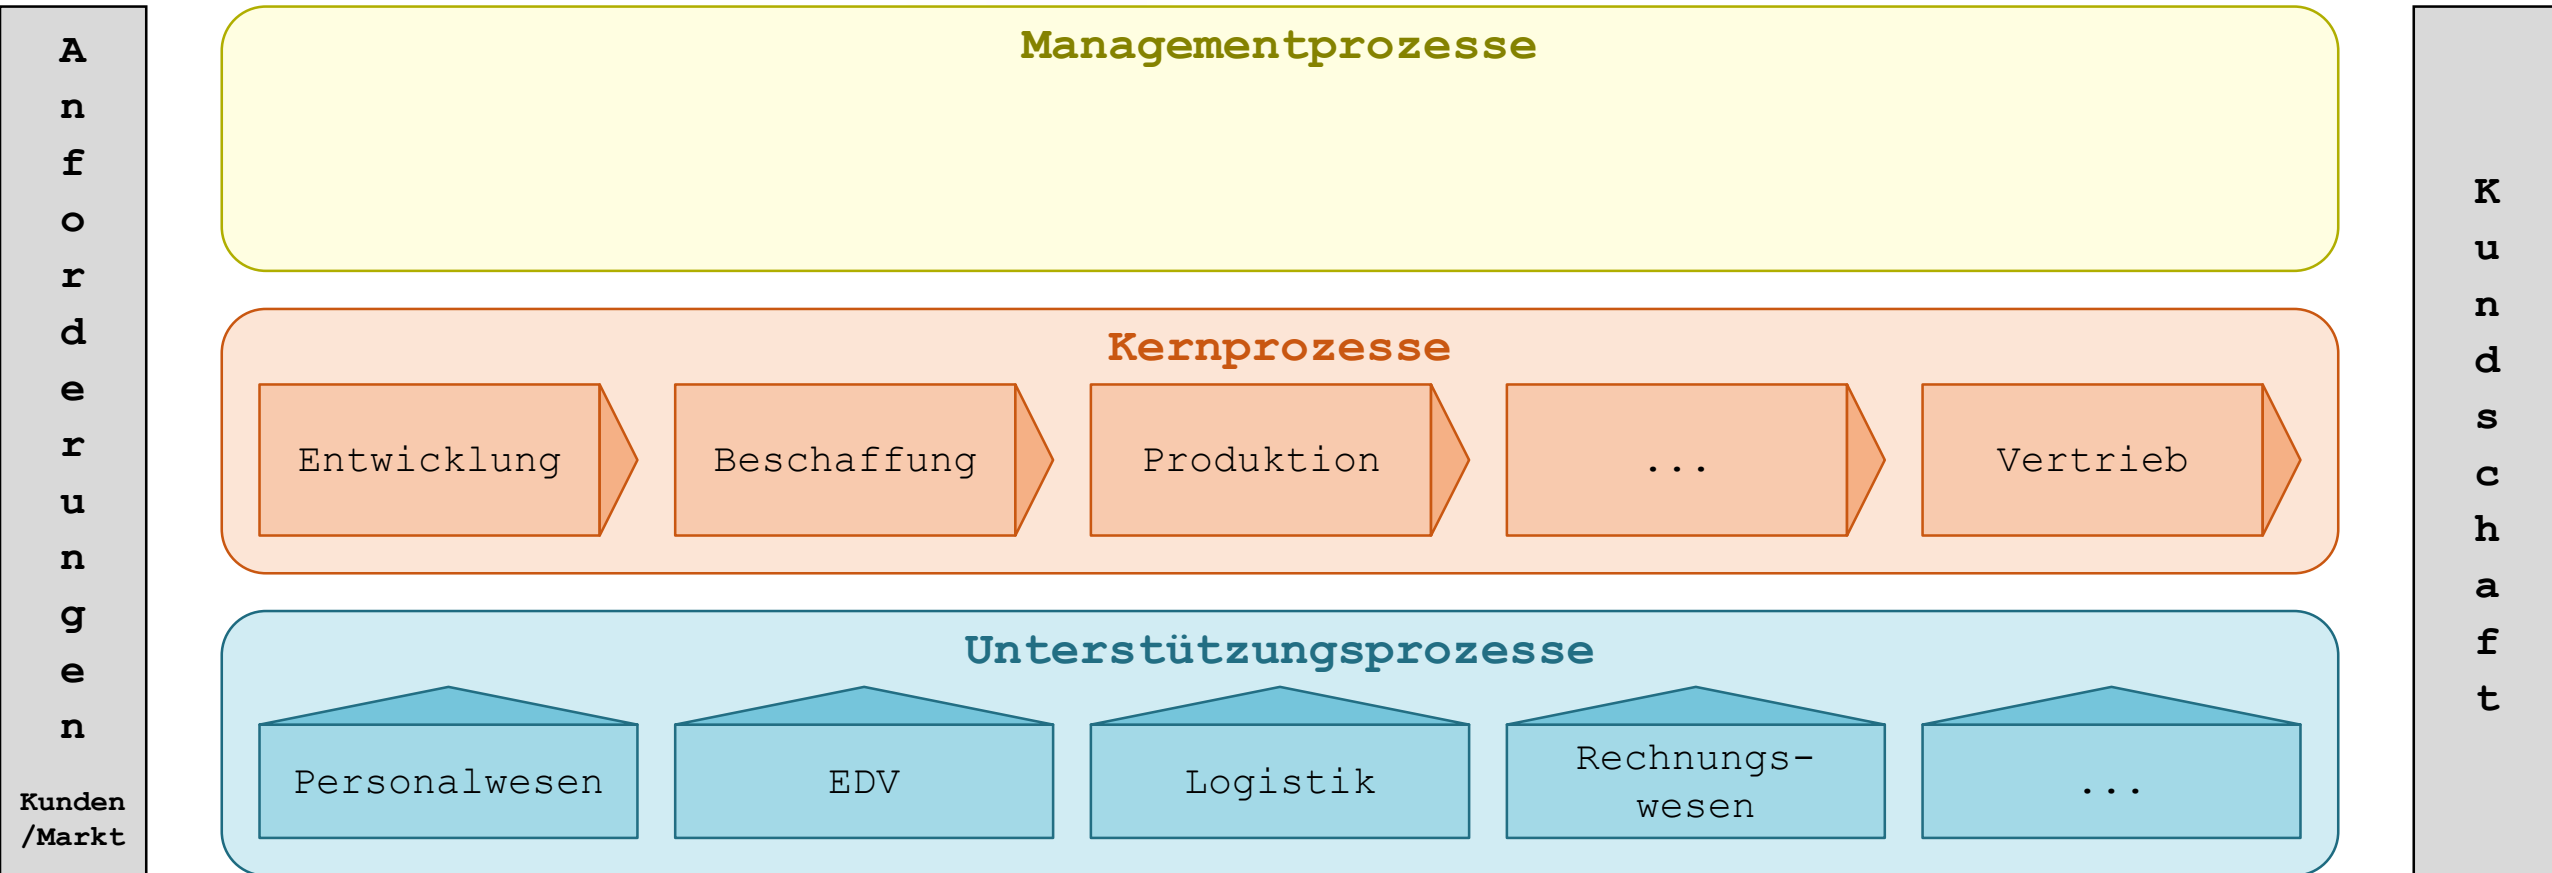 Anforderungen
Kunden
/Markt
Managementprozesse
Kernprozesse
Entwicklung
Beschaffung
Produktion
...
Vertrieb
Unterstützungsprozesse
Personalwesen
EDV
Logistik
Rechnungs-
wesen
...
Kundschaft